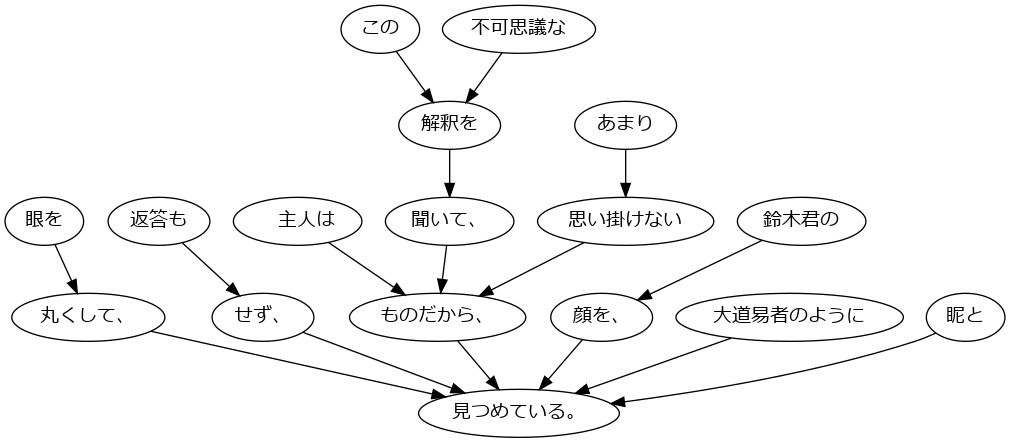 この
不可思議な
解釈を
あまり
眼を
返答も
主人は
聞いて、
思い掛けない
鈴木君の
丸くして、
せず、
ものだから、
顔を、
大道易者のように
眤と
見つめている。